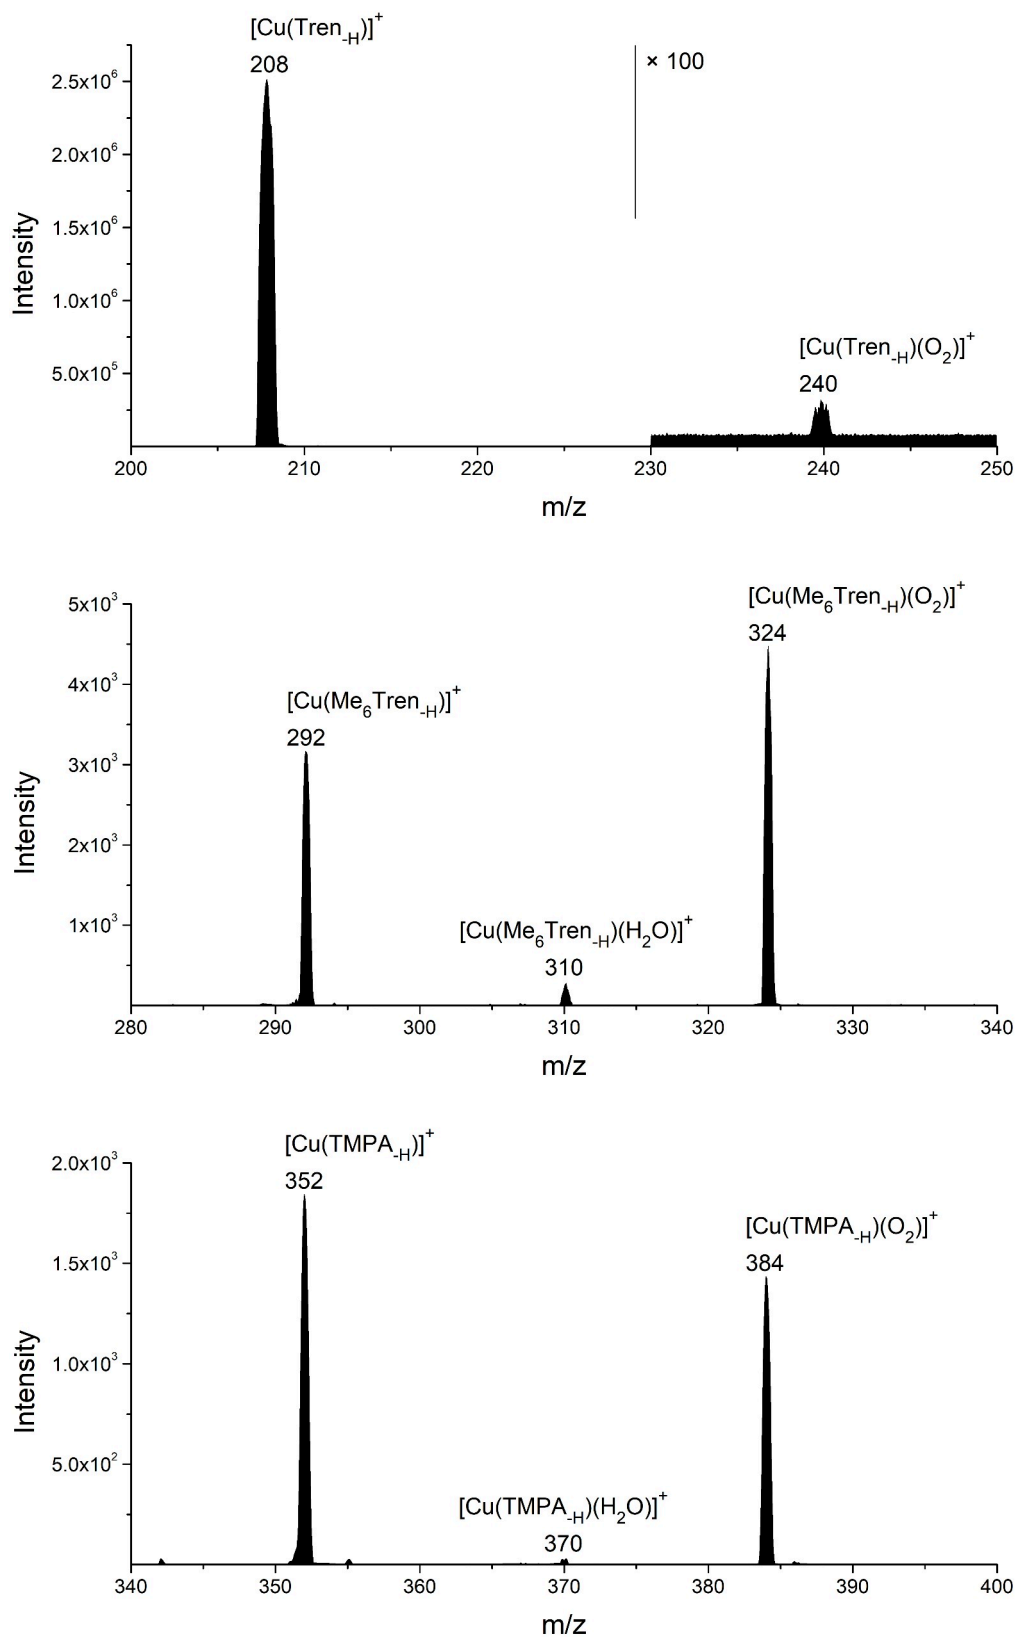 [Cu(Tren₋H)]⁺
208
× 100
2.5x10⁶
2.0x10⁶
1.5x10⁶
1.0x10⁶
5.0x10⁵
Intensity
[Cu(Tren₋H)(O₂)]⁺
240
200 210 220 230 240 250
m/z
[Cu(Me₆Tren₋H)(O₂)]⁺
324
5x10³
4x10³
3x10³
2x10³
1x10³
Intensity
[Cu(Me₆Tren₋H)]⁺
292
[Cu(Me₆Tren₋H)(H₂O)]⁺
310
280 290 300 310 320 330 340
m/z
[Cu(TMPA₋H)]⁺
352
2.0x10³
1.5x10³
1.0x10³
5.0x10²
Intensity
[Cu(TMPA₋H)(O₂)]⁺
384
[Cu(TMPA₋H)(H₂O)]⁺
370
340 350 360 370 380 390 400
m/z